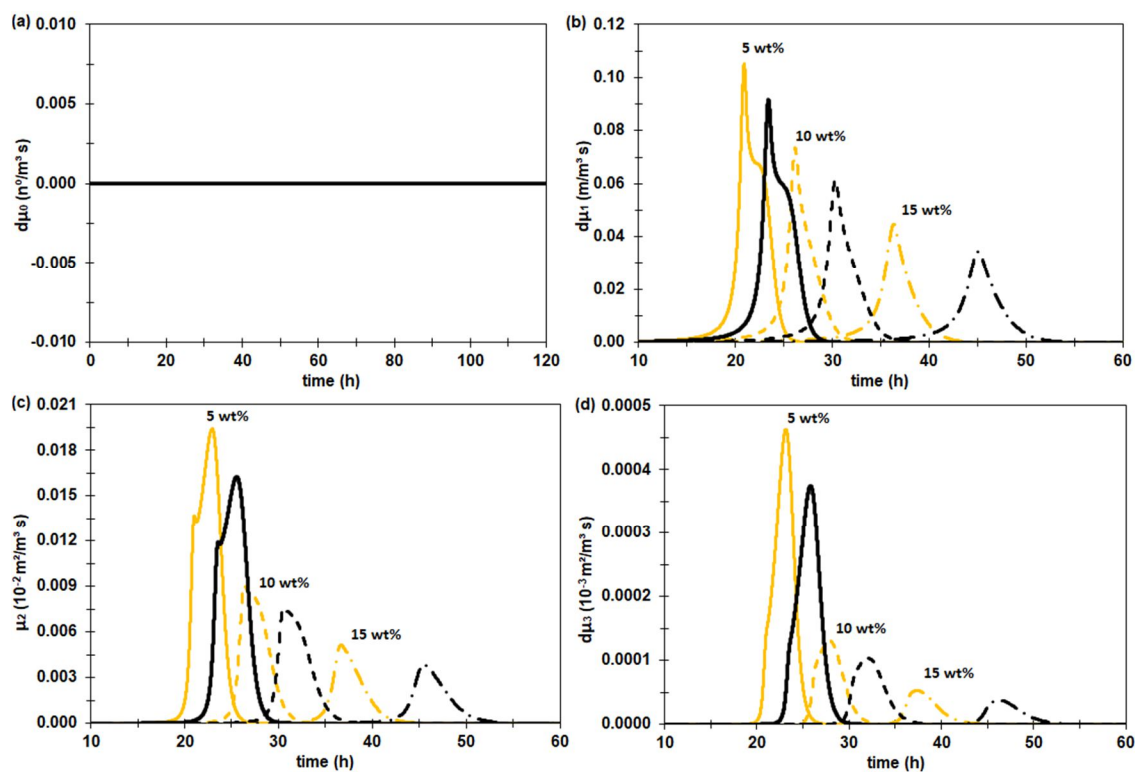 (a)
dμ₀ (nº/m³ s)
0.010
0.005
0.000
-0.005
-0.010
0 20 40 60 80 100 120
time (h)
(b)
dμ₁ (m/m³ s)
0.12
0.10
0.08
0.06
0.04
0.02
0.00
5 wt%
10 wt%
15 wt%
10 20 30 40 50 60
time (h)
(c)
μ₂ (10⁻² m²/m³ s)
0.021
0.018
0.015
0.012
0.009
0.006
0.003
0.000
5 wt%
10 wt%
15 wt%
10 20 30 40 50 60
time (h)
(d)
dμ₃ (10⁻³ m²/m³ s)
0.0005
0.0004
0.0003
0.0002
0.0001
0.0000
5 wt%
10 wt%
15 wt%
10 20 30 40 50 60
time (h)